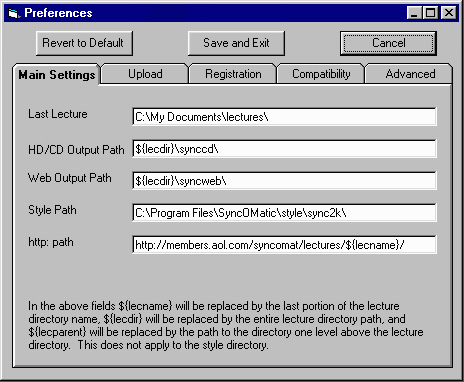 Preferences
Revert to Default Save and Exit Cancel
Main Settings Upload Registration Compatibility Advanced
Last Lecture C:\My Documents\lectures\
HD/CD Output Path ${lecdir}\synccd\
Web Output Path ${lecdir}\syncweb\
Style Path C:\Program Files\SyncOMatic\style\sync2k\
http: path http://members.aol.com/syncomat/lectures/${lecname}/
In the above fields ${lecname} will be replaced by the last portion of the lecture
directory name, ${lecdir} will be replaced by the entire lecture directory path, and
${lecparent} will be replaced by the path to the directory one level above the lecture
directory. This does not apply to the style directory.